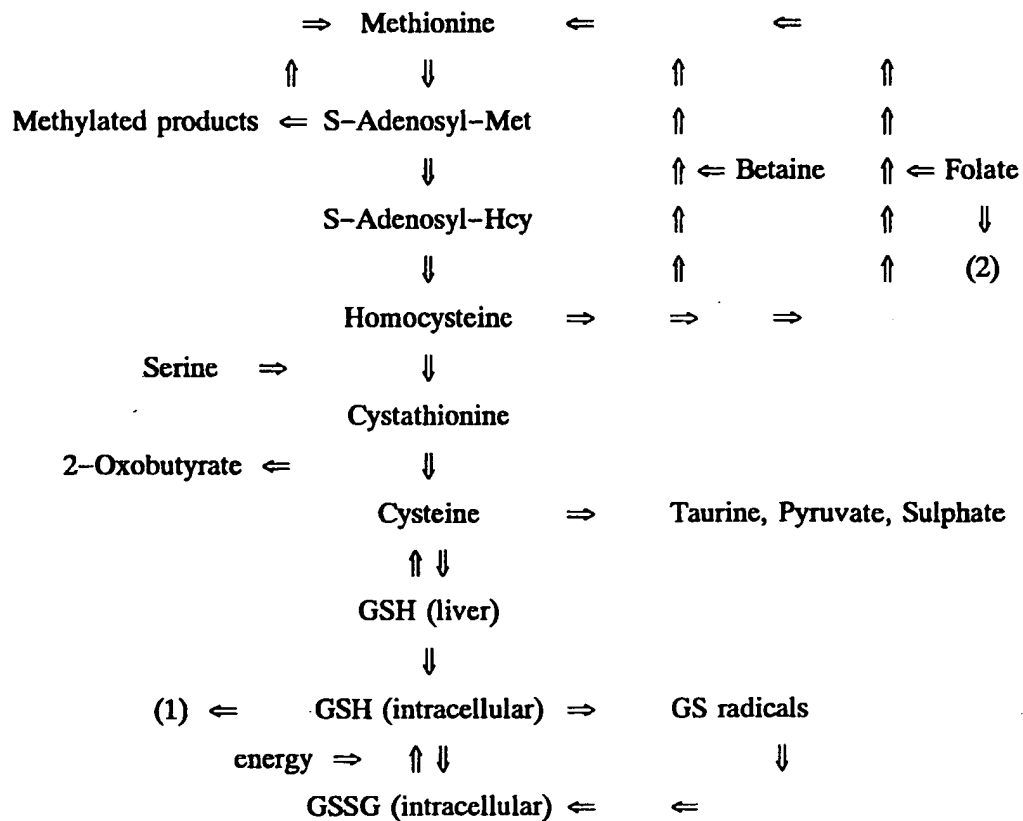 ⇒ Methionine ⇐ ⇐
⇑ ⇓ ⇑ ⇑
Methylated products ⇐ S-Adenosyl-Met ⇑ ⇑
⇓ ⇑ ⇐ Betaine ⇑ ⇐ Folate
S-Adenosyl-Hcy ⇑ ⇑ ⇓
⇓ ⇑ ⇑ (2)
Homocysteine ⇒ ⇒ ⇒
Serine ⇒ ⇓
Cystathionine
2-Oxobutyrate ⇐ ⇓
Cysteine ⇒ Taurine, Pyruvate, Sulphate
⇑ ⇓
GSH (liver)
⇓
(1) ⇐ GSH (intracellular) ⇒ GS radicals
energy ⇒ ⇑ ⇓ ⇓
GSSG (intracellular) ⇐ ⇐